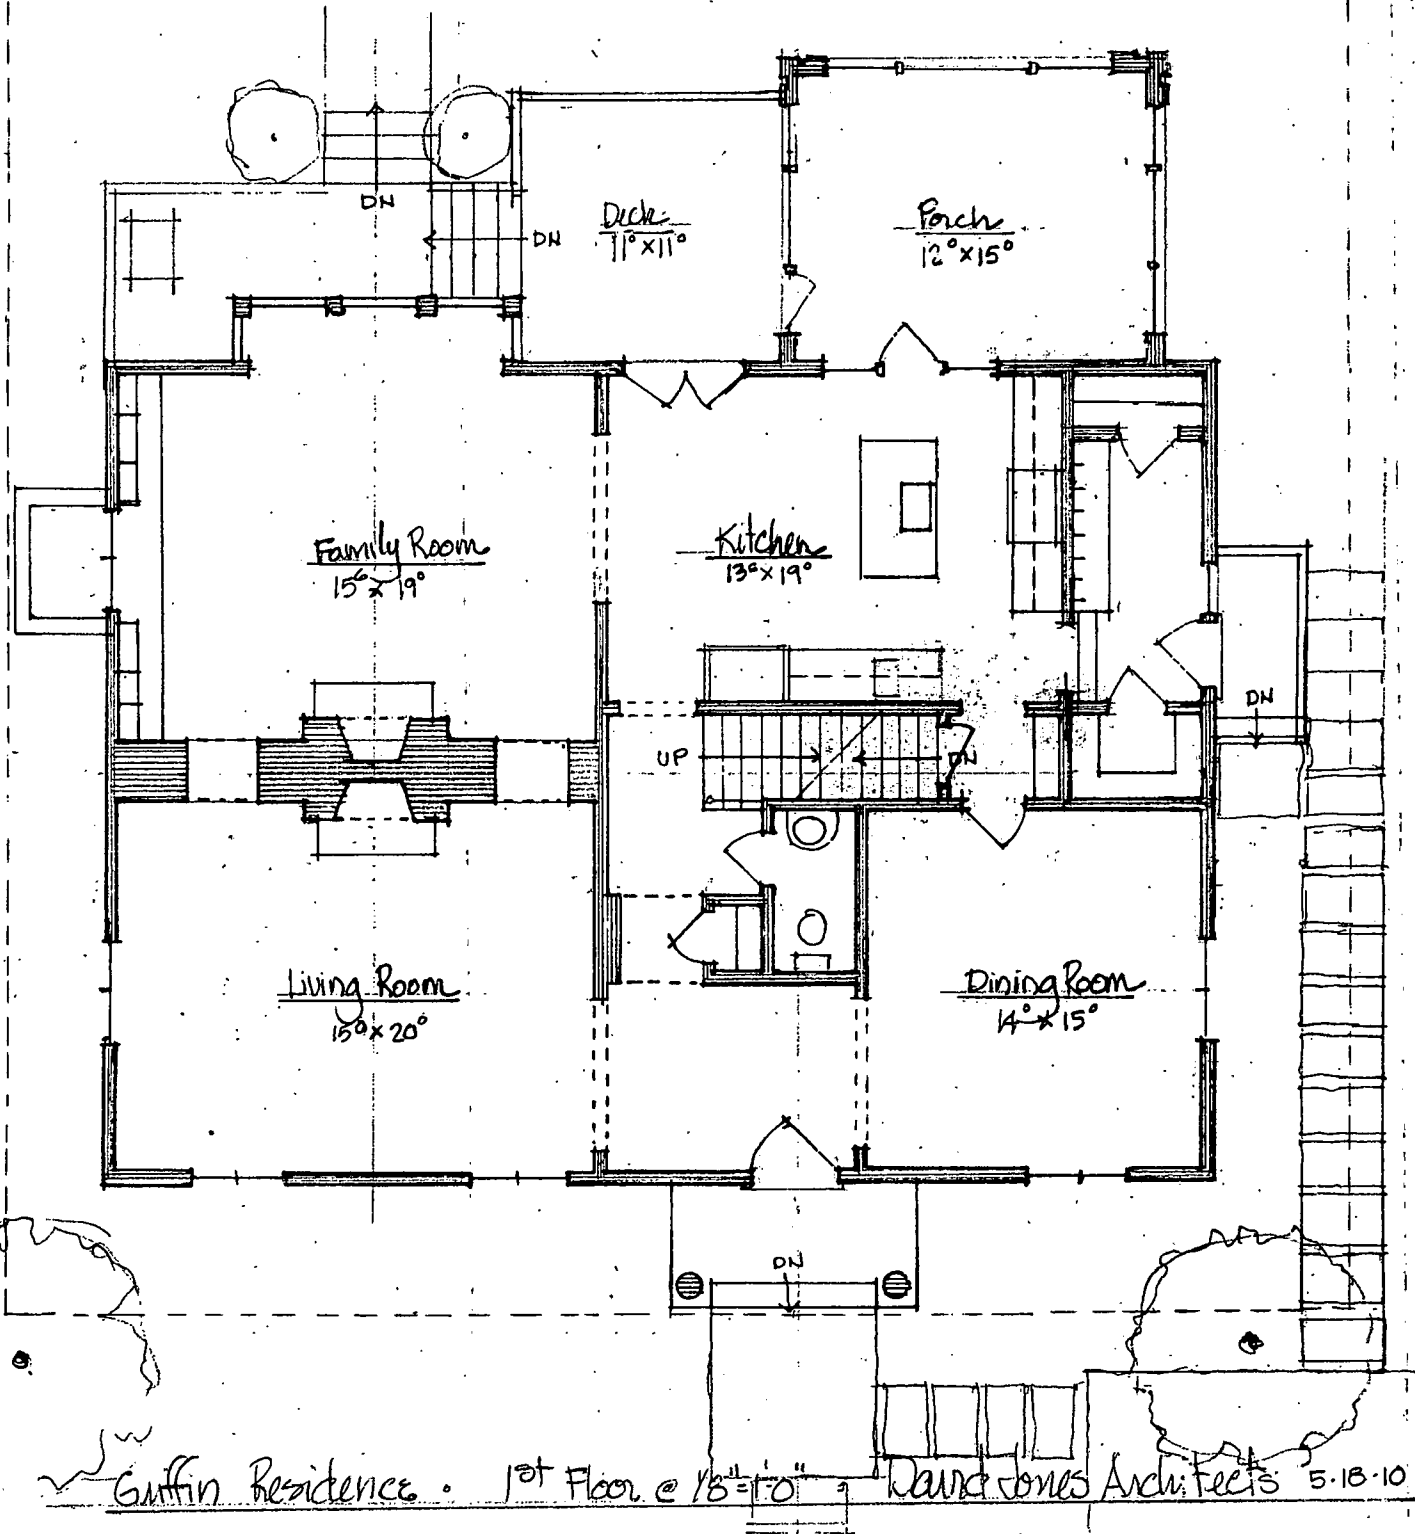 DN
Deck
11⁰x11⁰
DN
Porch
12⁰x15⁰
Family Room
15⁶x19⁰
Kitchen
13⁶x19⁰
DN
UP
DN
Living Room
15⁰x20⁰
Dining Room
14⁰x15⁰
DN
Griffin Residence . 1st Floor @ 1/8"=1'-0" David Jones Architects 5.18.10